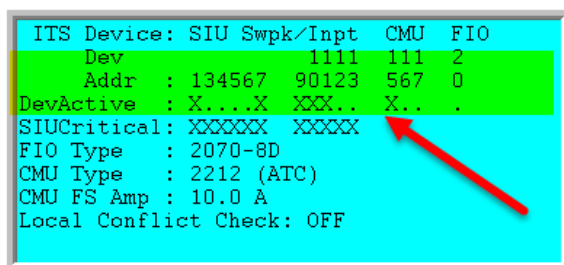 ITS Device: SIU Swpk/Inpt  CMU  FIO
Dev             1111  111  2
Addr  : 134567  90123  567  0
DevActive  : X....X  XXX..  X..  .
SIUCritical: XXXXXX  XXXXX
FIO Type   : 2070-8D
CMU Type   : 2212 (ATC)
CMU FS Amp : 10.0 A
Local Conflict Check: OFF